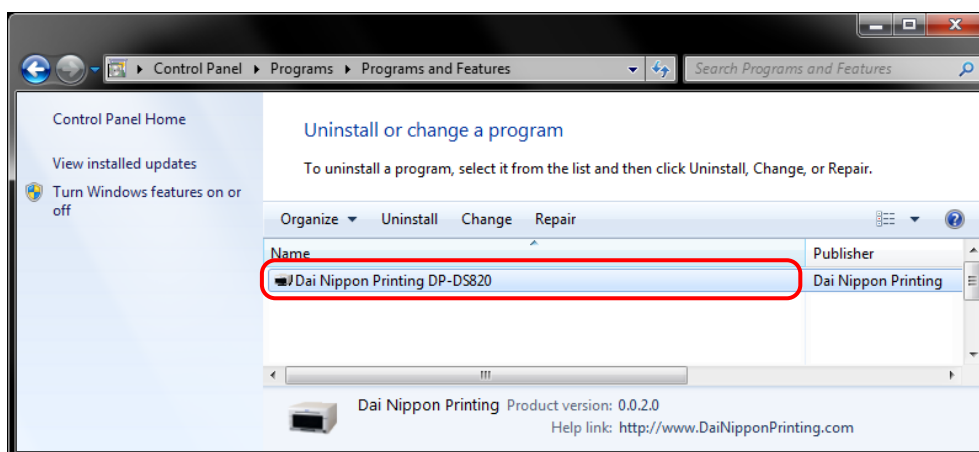 Control Panel Programs Programs and Features Search Programs and Features
Control Panel Home
View installed updates
Turn Windows features on or
off
Uninstall or change a program
To uninstall a program, select it from the list and then click Uninstall, Change, or Repair.
Organize Uninstall Change Repair
Name Publisher
Dai Nippon Printing DP-DS820 Dai Nippon Printing
Dai Nippon Printing Product version: 0.0.2.0
Help link: http://www.DaiNipponPrinting.com